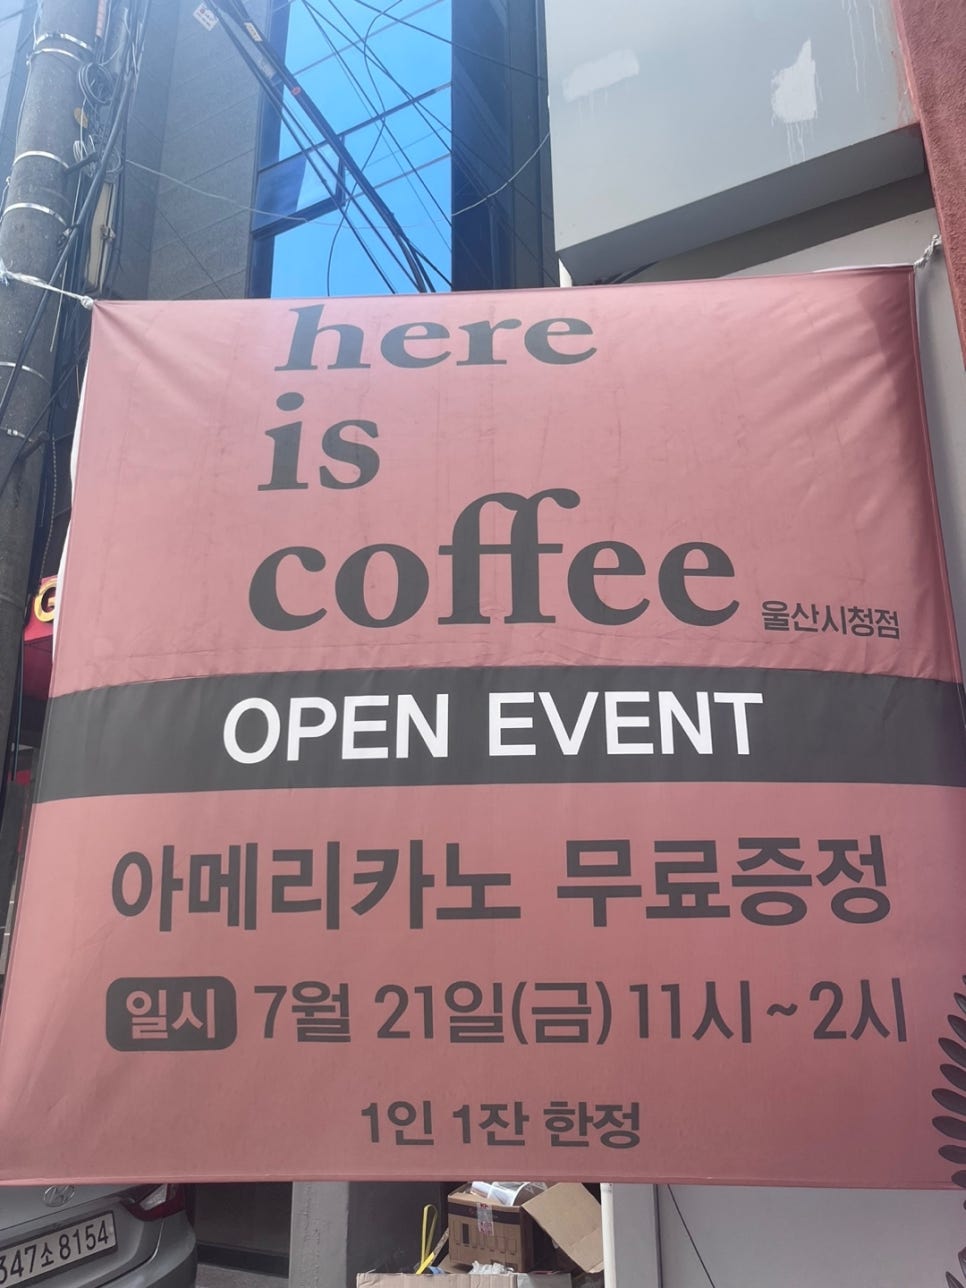 here
is
coffee
울산시청점
OPEN EVENT
아메리카노 무료증정
일시 7월 21일(금) 11시~2시
1인 1잔 한정
347소8154